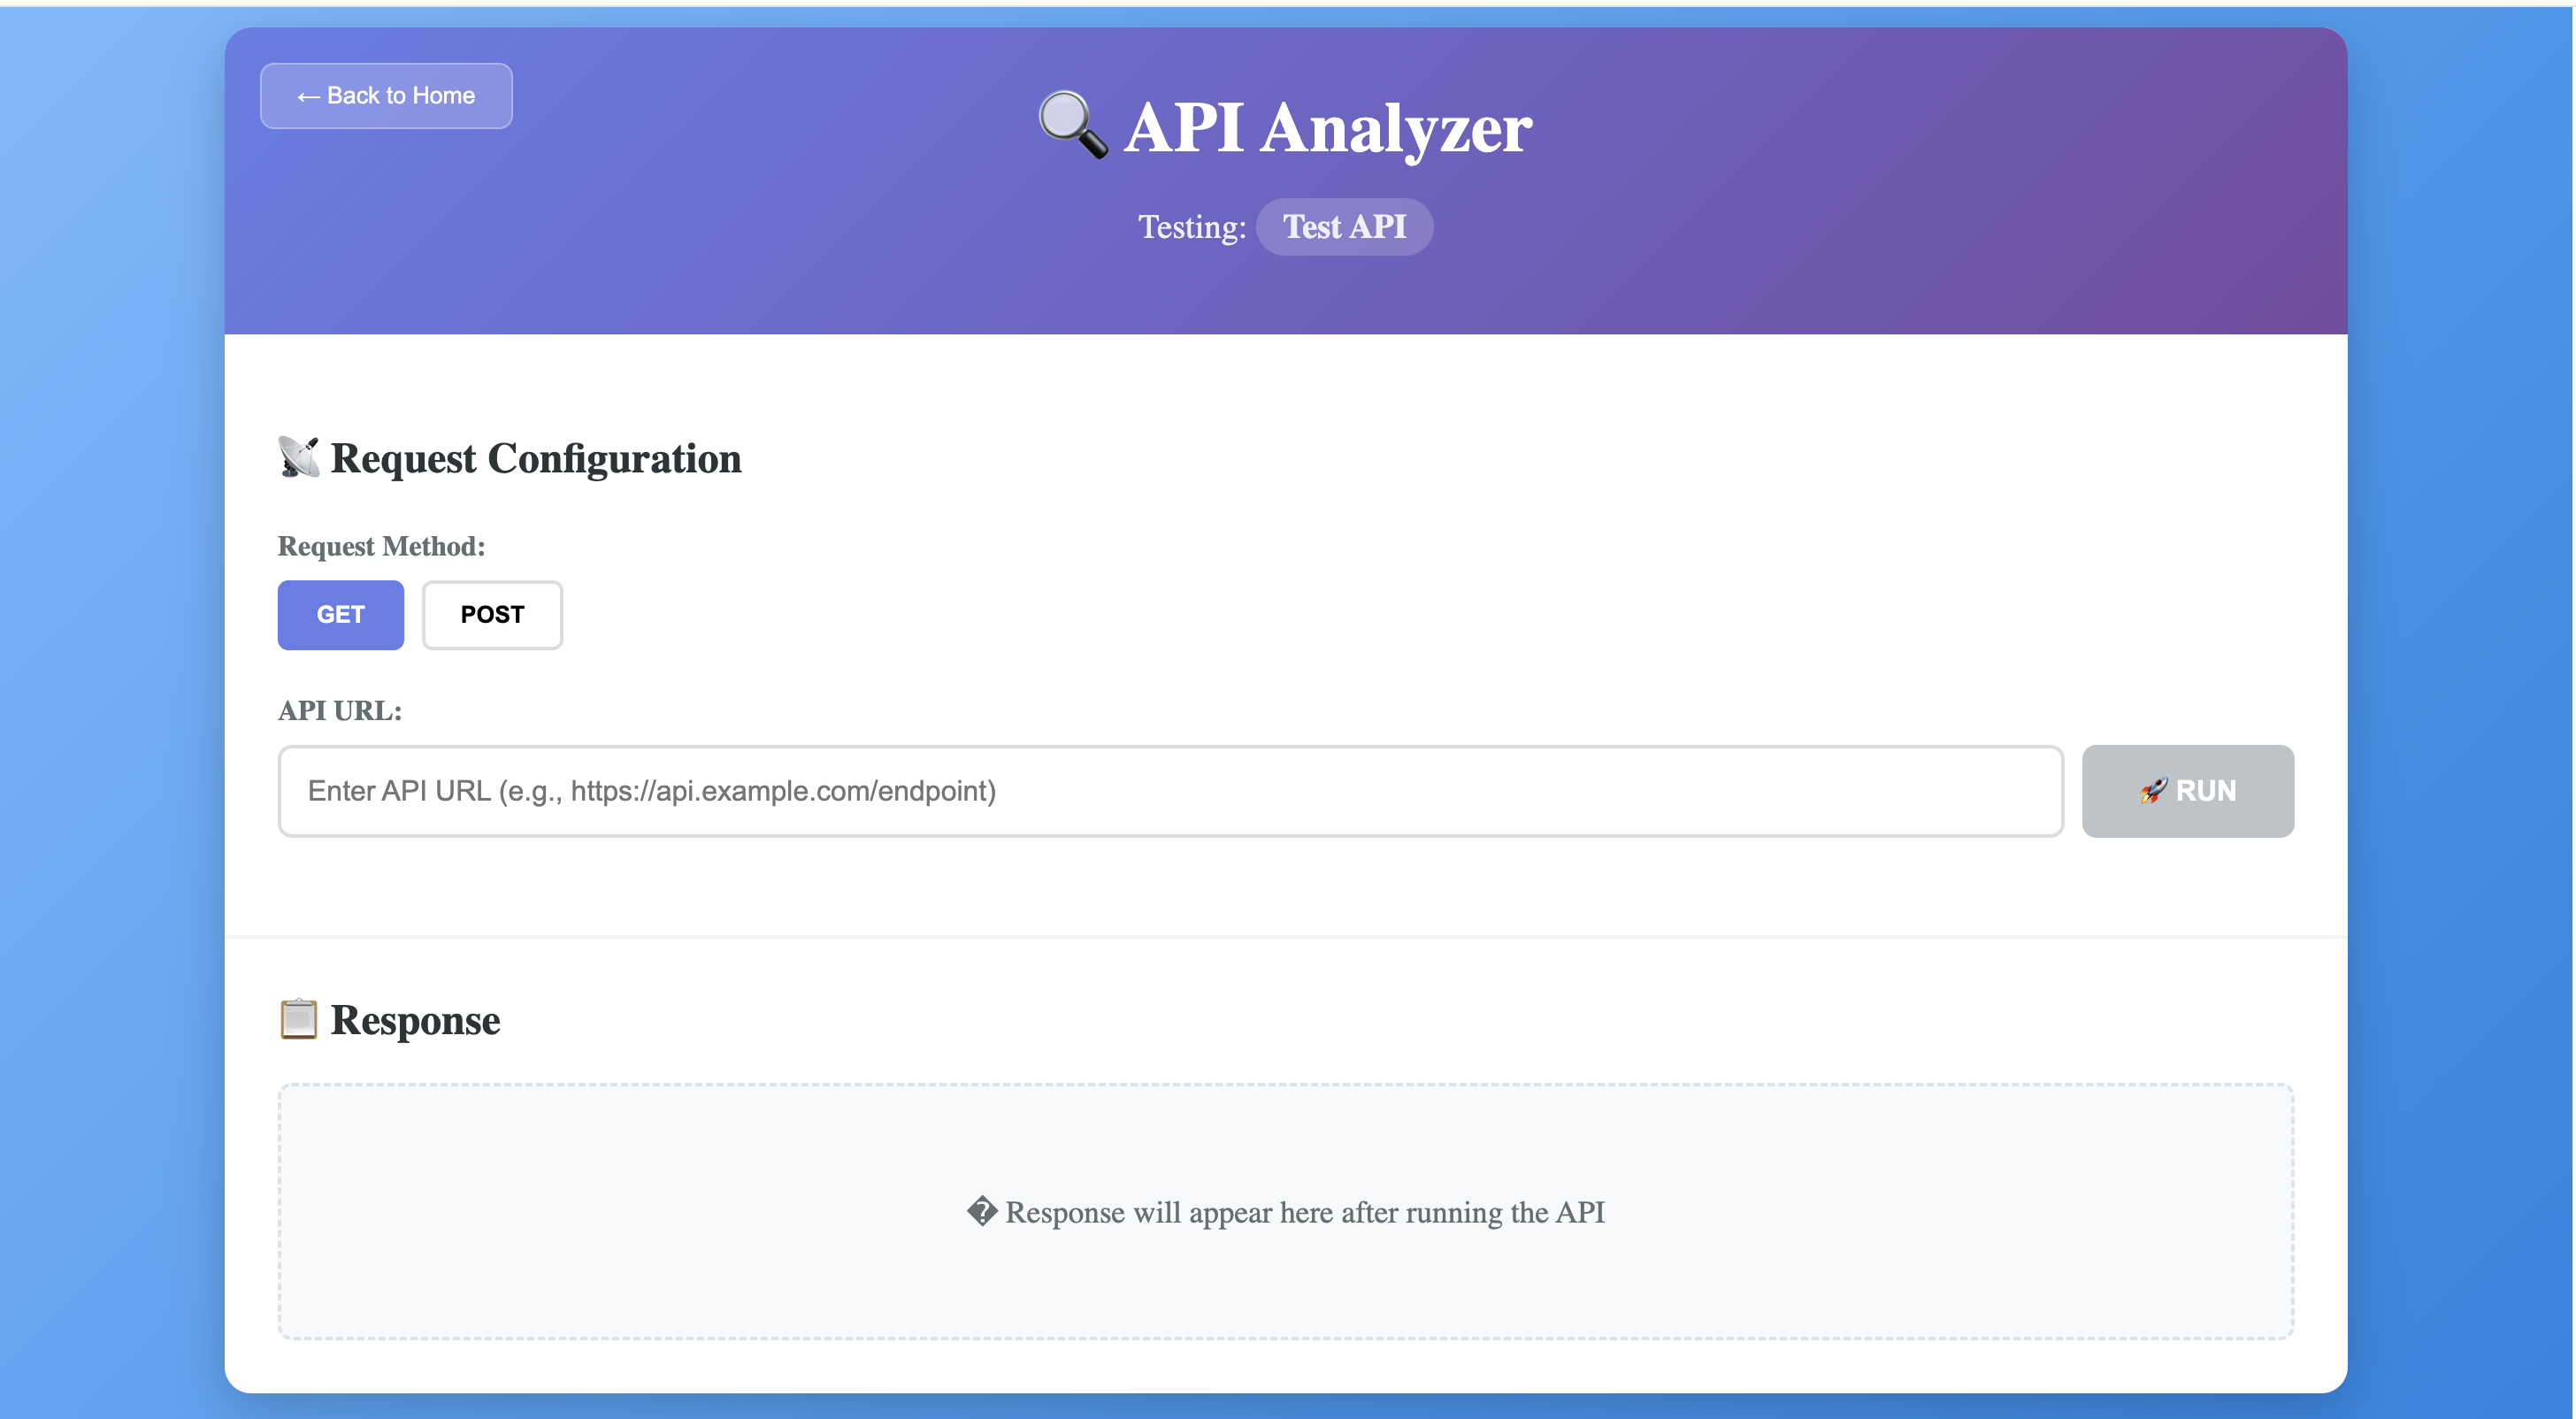 ← Back to Home
🔍 API Analyzer
Testing: Test API
📡 Request Configuration
Request Method:
GET POST
API URL:
Enter API URL (e.g., https://api.example.com/endpoint) 🚀 RUN
📋 Response
� Response will appear here after running the API